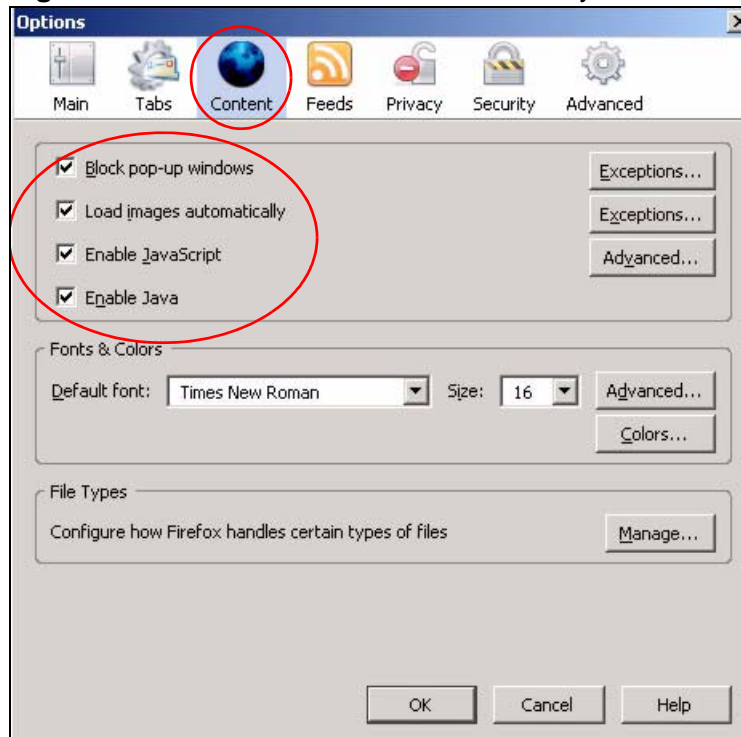 Options
Main Tabs Content Feeds Privacy Security Advanced
Block pop-up windows Exceptions...
Load images automatically Exceptions...
Enable JavaScript Advanced...
Enable Java
Fonts & Colors
Default font: Times New Roman Size: 16 Advanced...
Colors...
File Types
Configure how Firefox handles certain types of files Manage...
OK Cancel Help